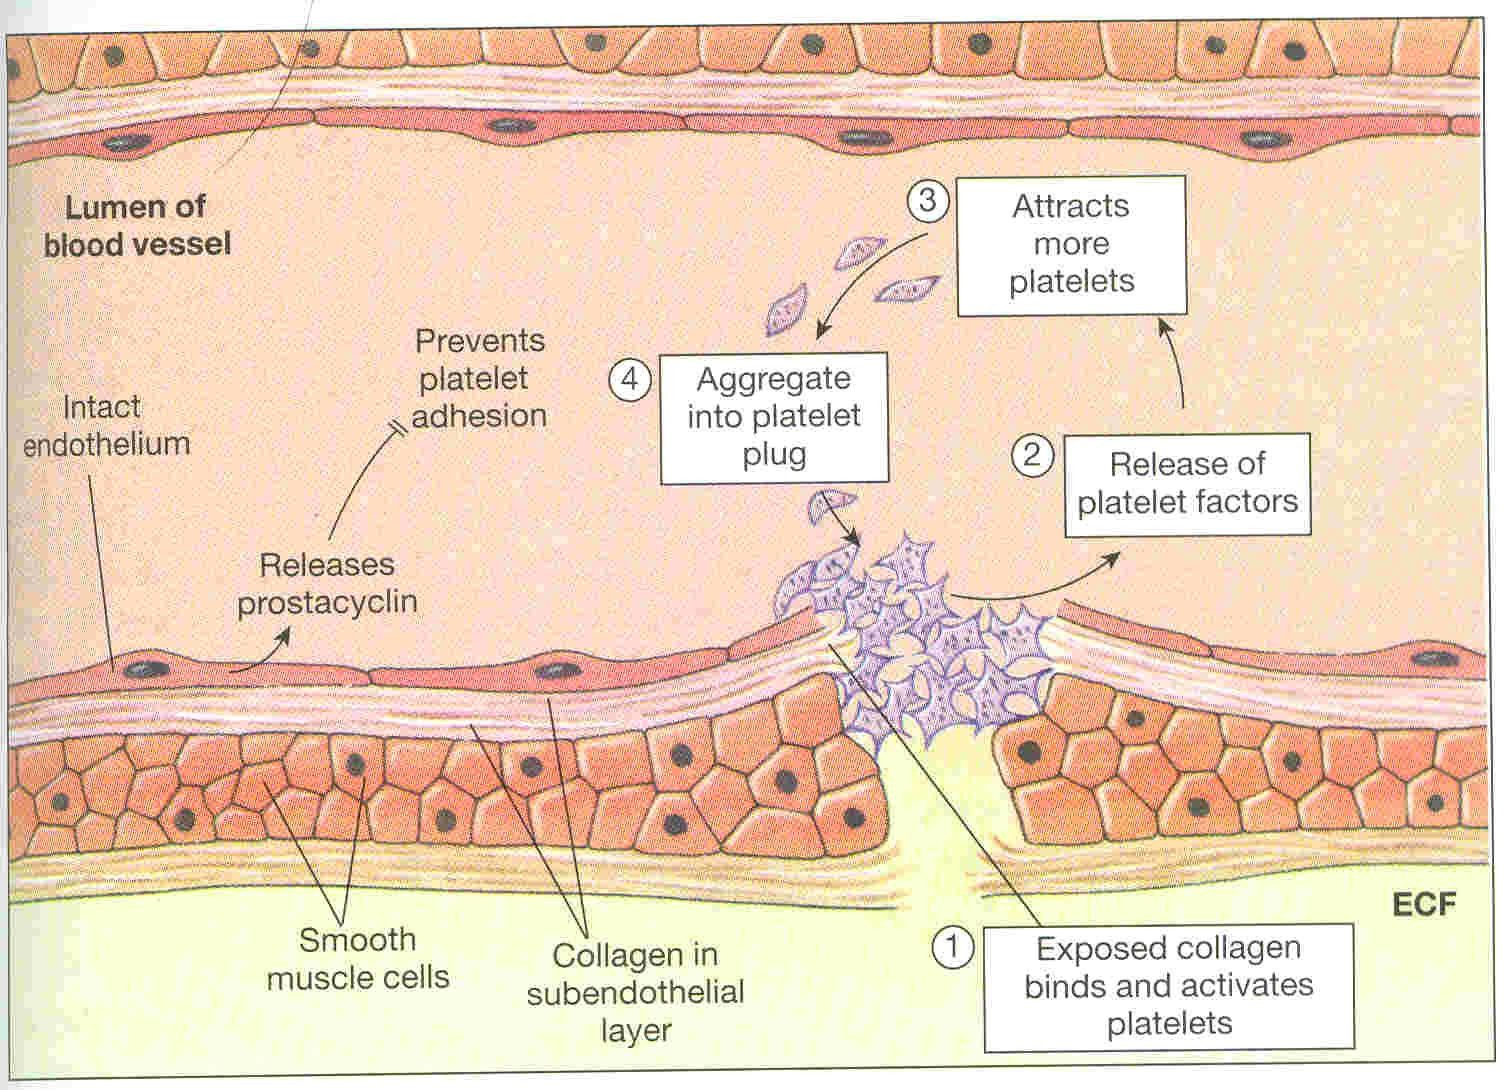 Lumen of
blood vessel
3
Attracts
more
platelets
Prevents
platelet
adhesion
4
Aggregate
into platelet
plug
Intact
endothelium
2
Release of
platelet factors
Releases
prostacyclin
ECF
Smooth
muscle cells
Collagen in
subendothelial
layer
1
Exposed collagen
binds and activates
platelets